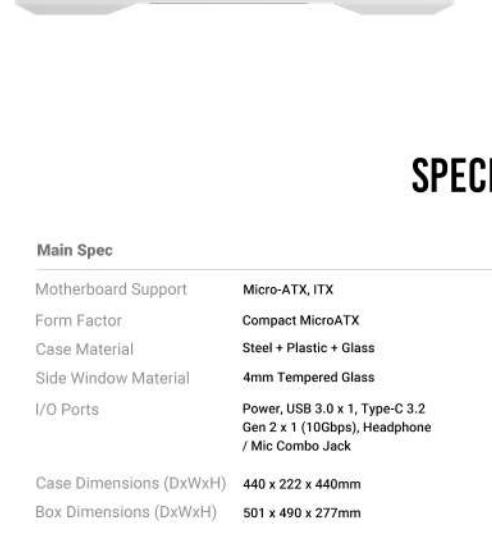 SPECI
Main Spec
Motherboard Support Micro-ATX, ITX
Form Factor Compact MicroATX
Case Material Steel + Plastic + Glass
Side Window Material 4mm Tempered Glass
I/O Ports Power, USB 3.0 x 1, Type-C 3.2
Gen 2 x 1 (10Gbps), Headphone
/ Mic Combo Jack
Case Dimensions (DxWxH) 440 x 222 x 440mm
Box Dimensions (DxWxH) 501 x 490 x 277mm